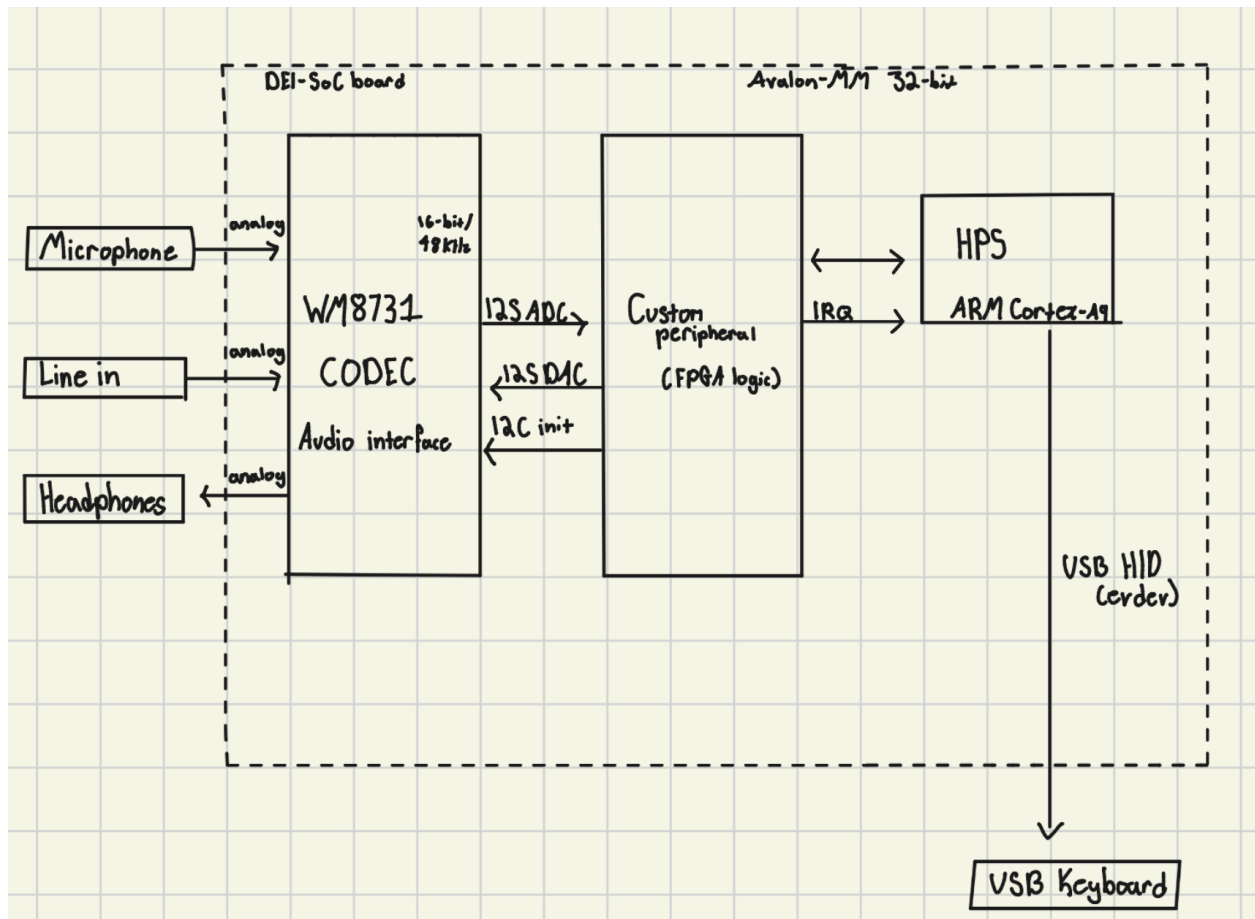 DE1-SoC board
Avalon-MM 32-bit
Microphone
analog
16-bit/
48KHz
HPS
WM8731
I2S ADC
Custom
peripheral
IRQ
ARM Cortex-A9
Line in
analog
CODEC
I2S DAC
(FPGA logic)
Audio interface
I2C init
Headphones
analog
USB HID
(erder)
USB Keyboard